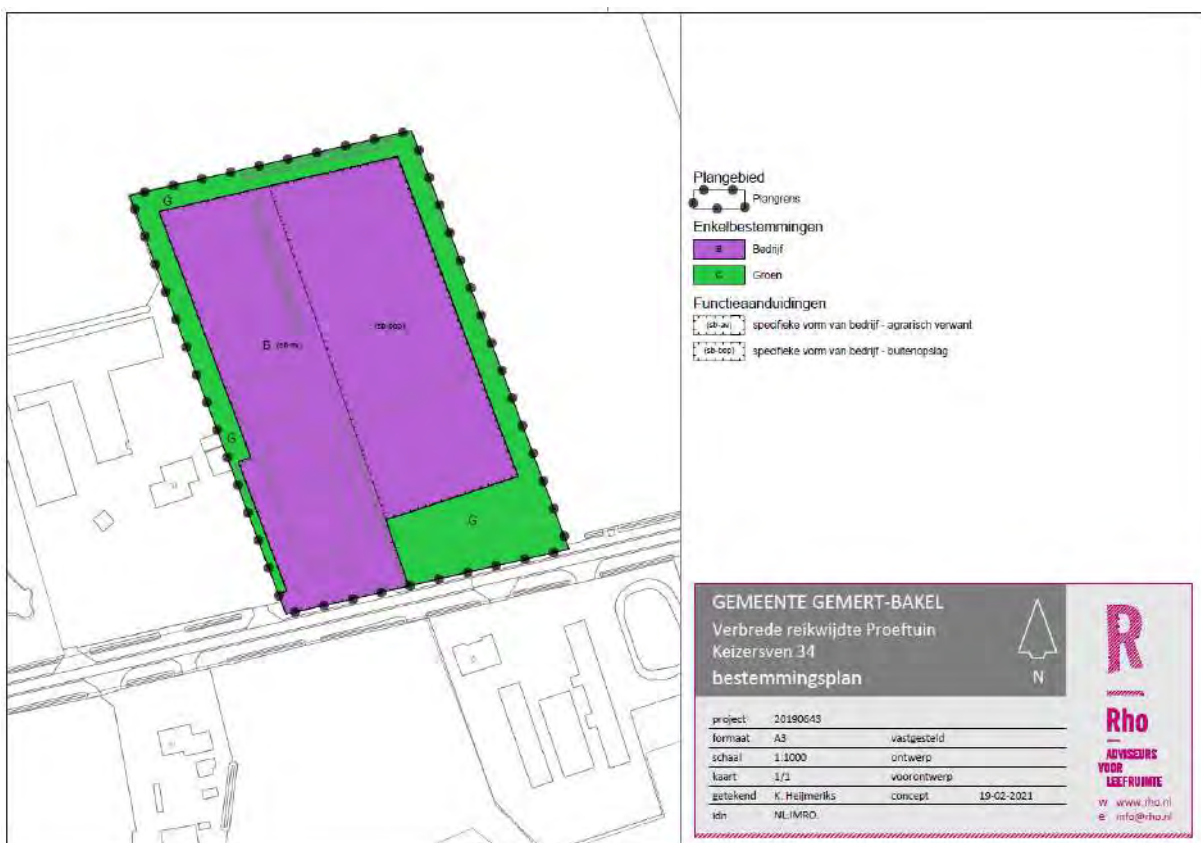 G
B (sb-av)
(sb-bop)
G
G
Plangebied
Plangrens
Enkelbestemmingen
B Bedrijf
G Groen
Functieaanduidingen
(sb-av) specifieke vorm van bedrijf - agrarisch verwant
(sb-bop) specifieke vorm van bedrijf - buitenopslag
GEMEENTE GEMERT-BAKEL
Verbrede reikwijdte Proeftuin
Keizersven 34
bestemmingsplan
N
project 20190643
formaat A3 vastgesteld
schaal 1:1000 ontwerp
kaart 1/1 voorontwerp
getekend K. Heijmeriks concept 19-02-2021
idn NL.IMRO.
R
Rho
ADVISEURS
VOOR
LEEFRUIMTE
w www.rho.nl
e info@rho.nl